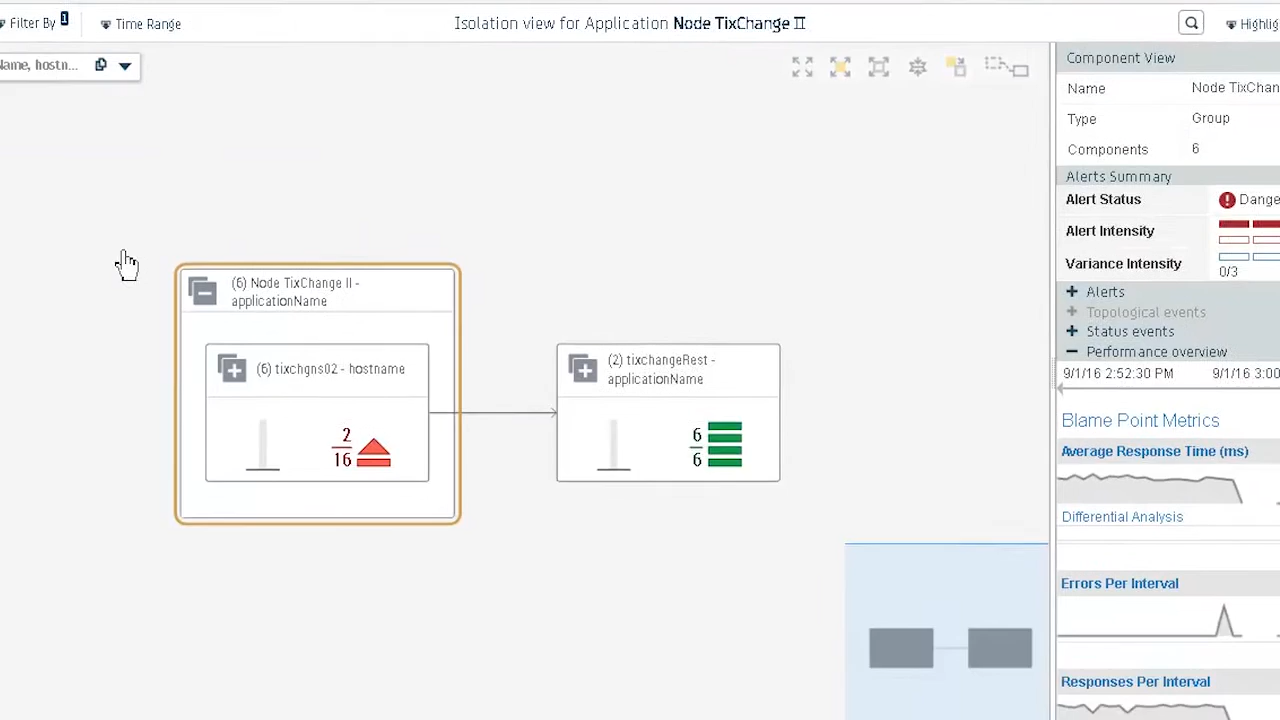 Filter By 1
Time Range
Isolation view for Application Node TixChange II
Highlig
Name, hostn...
Component View
Name Node TixChan
Type Group
Components 6
Alerts Summary
Alert Status Dange
Alert Intensity
Variance Intensity
0/3
Alerts
Topological events
Status events
Performance overview
9/1/16 2:52:30 PM 9/1/16 3:00
Blame Point Metrics
Average Response Time (ms)
Differential Analysis
Errors Per Interval
Responses Per Interval
(6) Node TixChange II -
applicationName
(6) tixchgns02 - hostname
2
16
(2) tixchangeRest -
applicationName
6
6